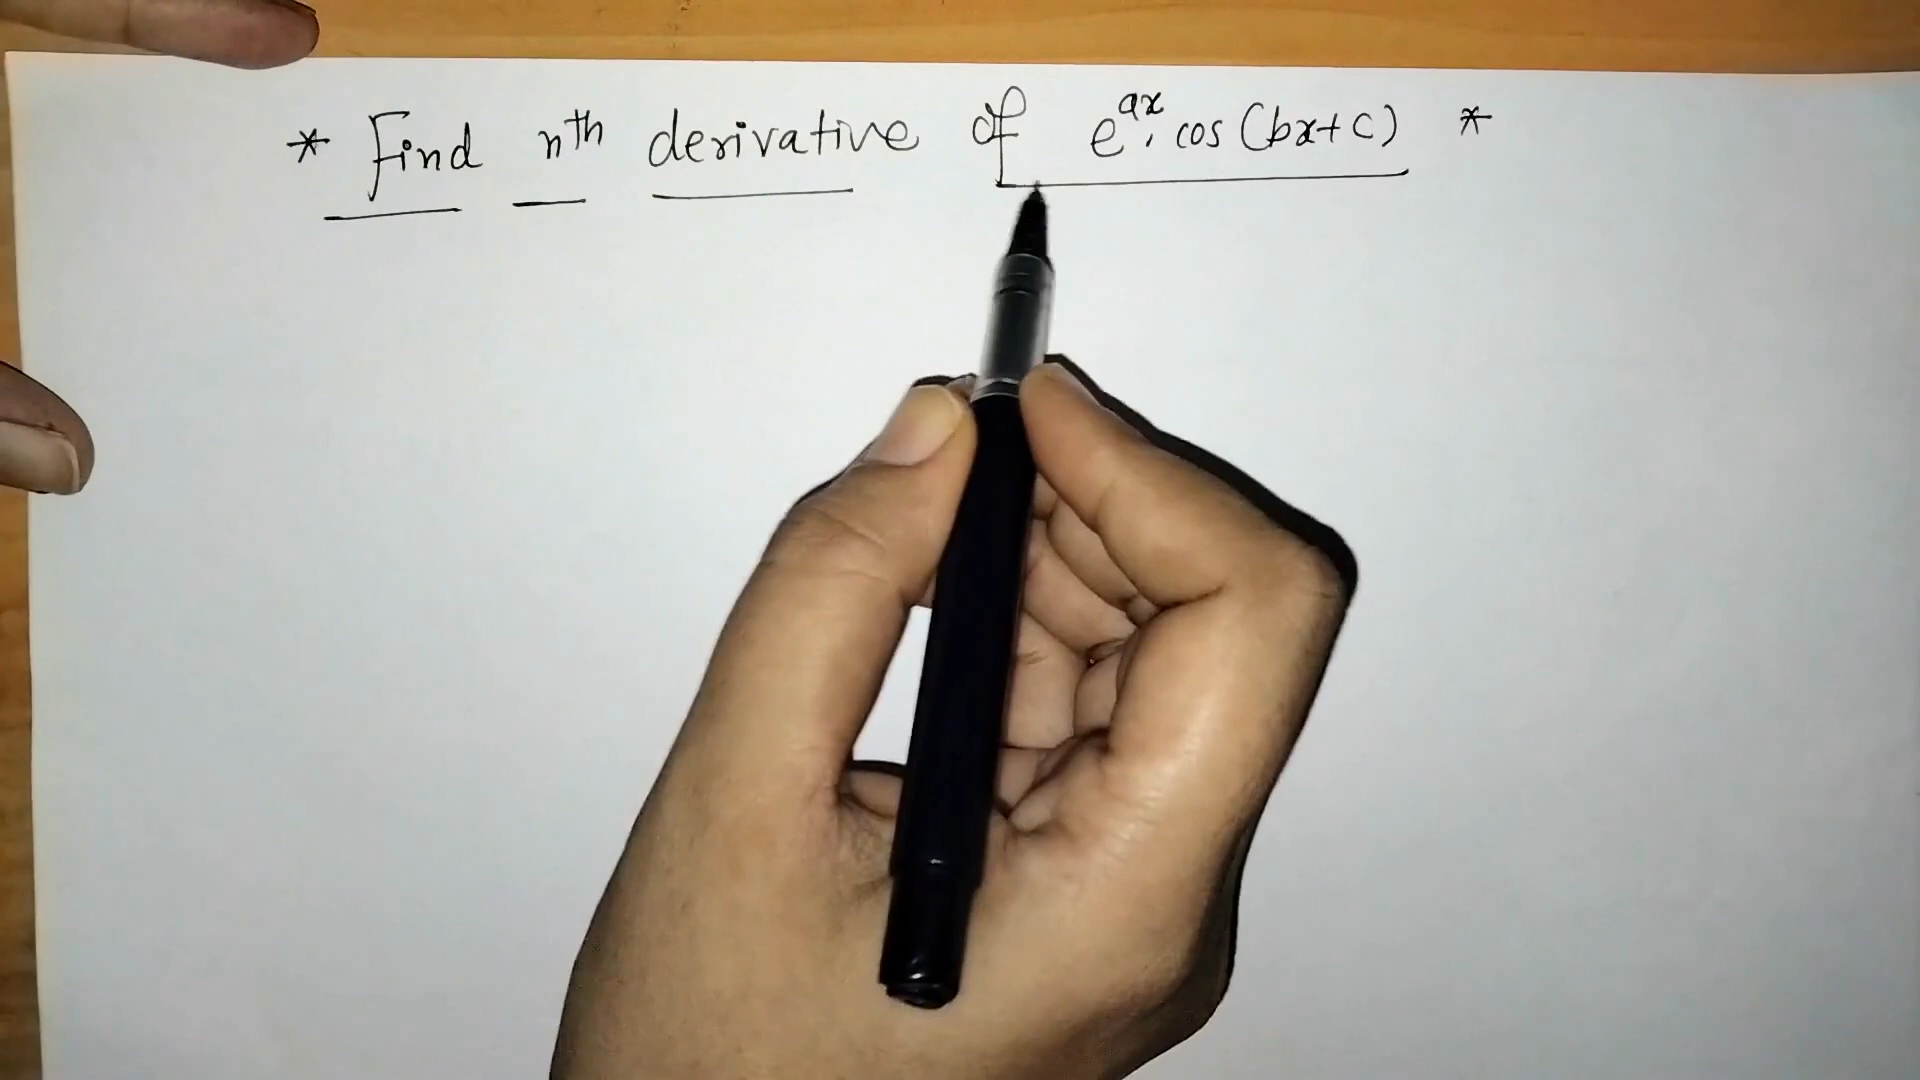 * Find nth derivative of e^ax. cos (bx+c) *